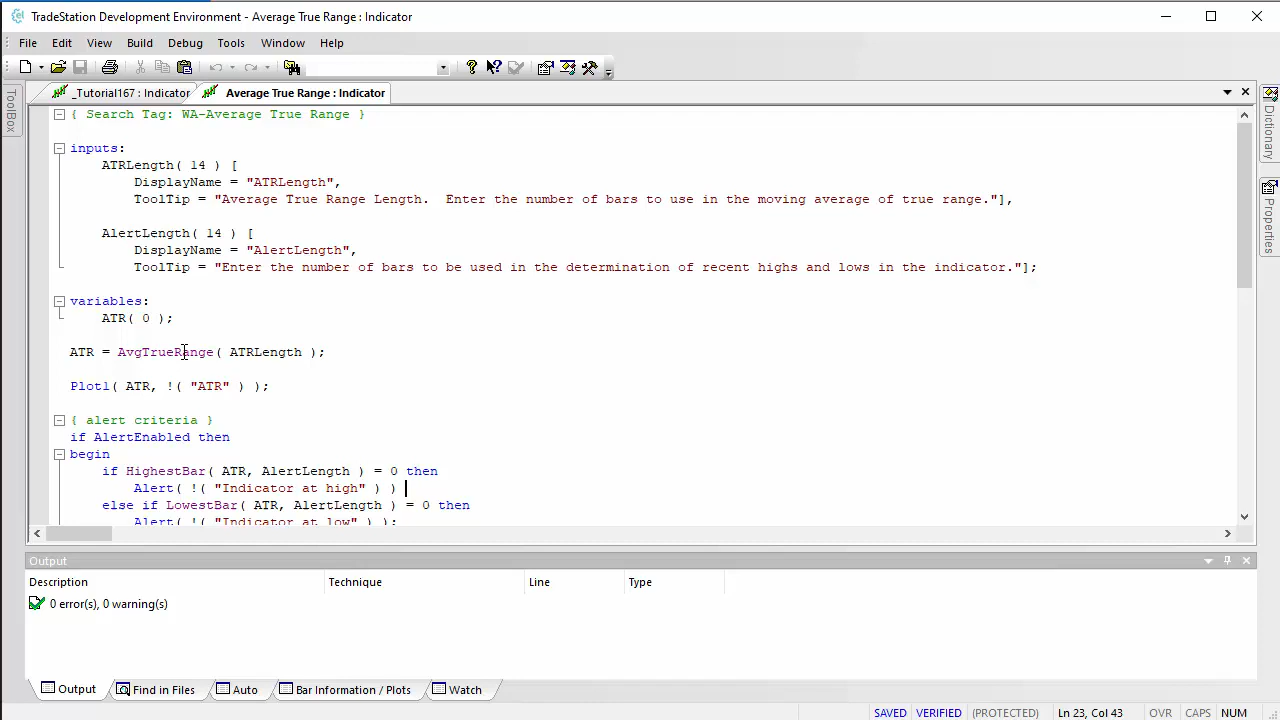 TradeStation Development Environment - Average True Range : Indicator
File Edit View Build Debug Tools Window Help
_Tutorial167 : Indicator Average True Range : Indicator
ToolBox
Dictionary
Properties
{ Search Tag: WA-Average True Range }
inputs:
ATRLength( 14 ) [
DisplayName = "ATRLength",
ToolTip = "Average True Range Length.  Enter the number of bars to use in the moving average of true range."],
AlertLength( 14 ) [
DisplayName = "AlertLength",
ToolTip = "Enter the number of bars to be used in the determination of recent highs and lows in the indicator."];
variables:
ATR( 0 );
ATR = AvgTrueRange( ATRLength );
Plot1( ATR, !( "ATR" ) );
{ alert criteria }
if AlertEnabled then
begin
if HighestBar( ATR, AlertLength ) = 0 then
Alert( !( "Indicator at high" ) )
else if LowestBar( ATR, AlertLength ) = 0 then
Alert( !( "Indicator at low" ) );
Output
Description Technique Line Type
0 error(s), 0 warning(s)
Output Find in Files Auto Bar Information / Plots Watch
SAVED VERIFIED (PROTECTED) Ln 23, Col 43 OVR CAPS NUM